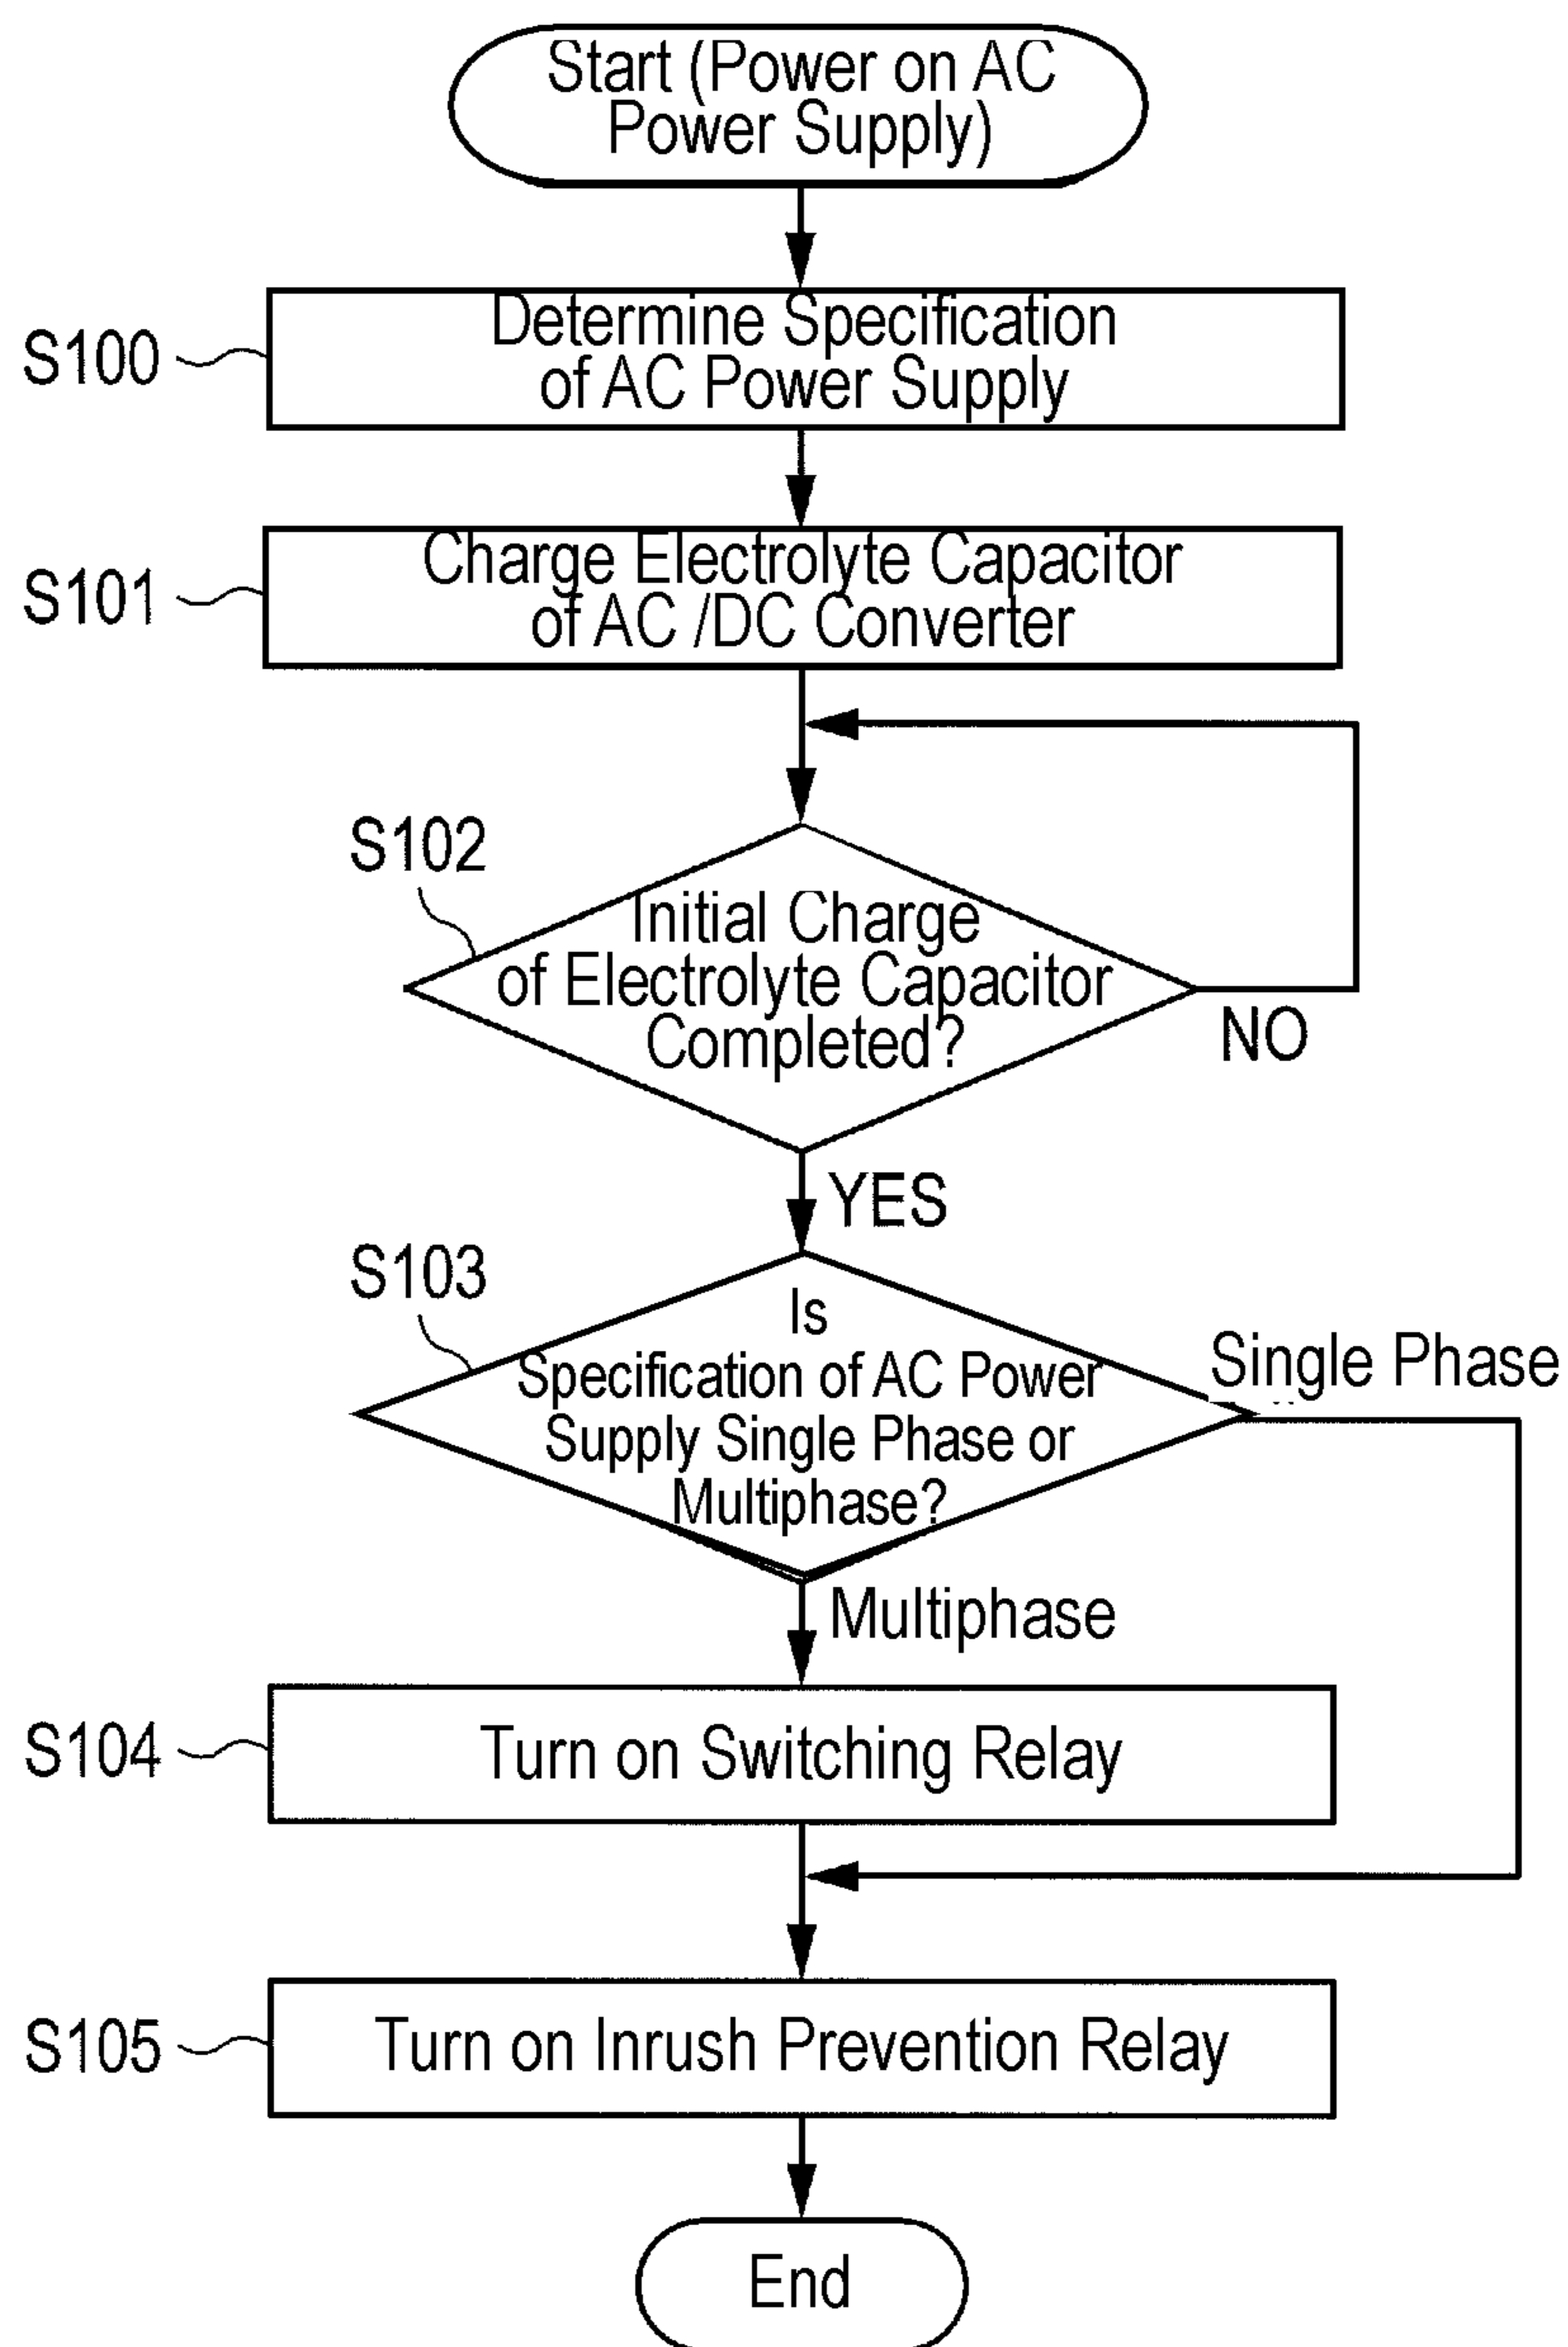 Start (Power on AC
Power Supply)
S100
Determine Specification
of AC Power Supply
S101
Charge Electrolyte Capacitor
of AC /DC Converter
S102
Initial Charge
of Electrolyte Capacitor
Completed?
NO
YES
S103
Is
Specification of AC Power
Supply Single Phase or
Multiphase?
Single Phase
Multiphase
S104
Turn on Switching Relay
S105
Turn on Inrush Prevention Relay
End